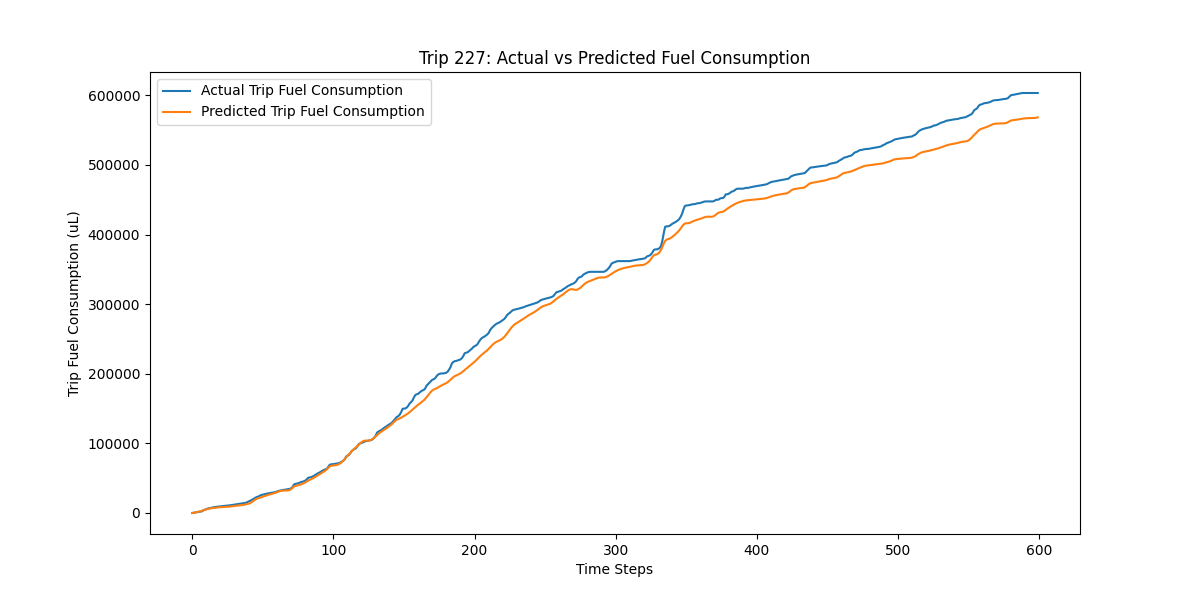 Trip 227: Actual vs Predicted Fuel Consumption
Actual Trip Fuel Consumption
Predicted Trip Fuel Consumption
Trip Fuel Consumption (uL)
600000
500000
400000
300000
200000
100000
0
0 100 200 300 400 500 600
Time Steps